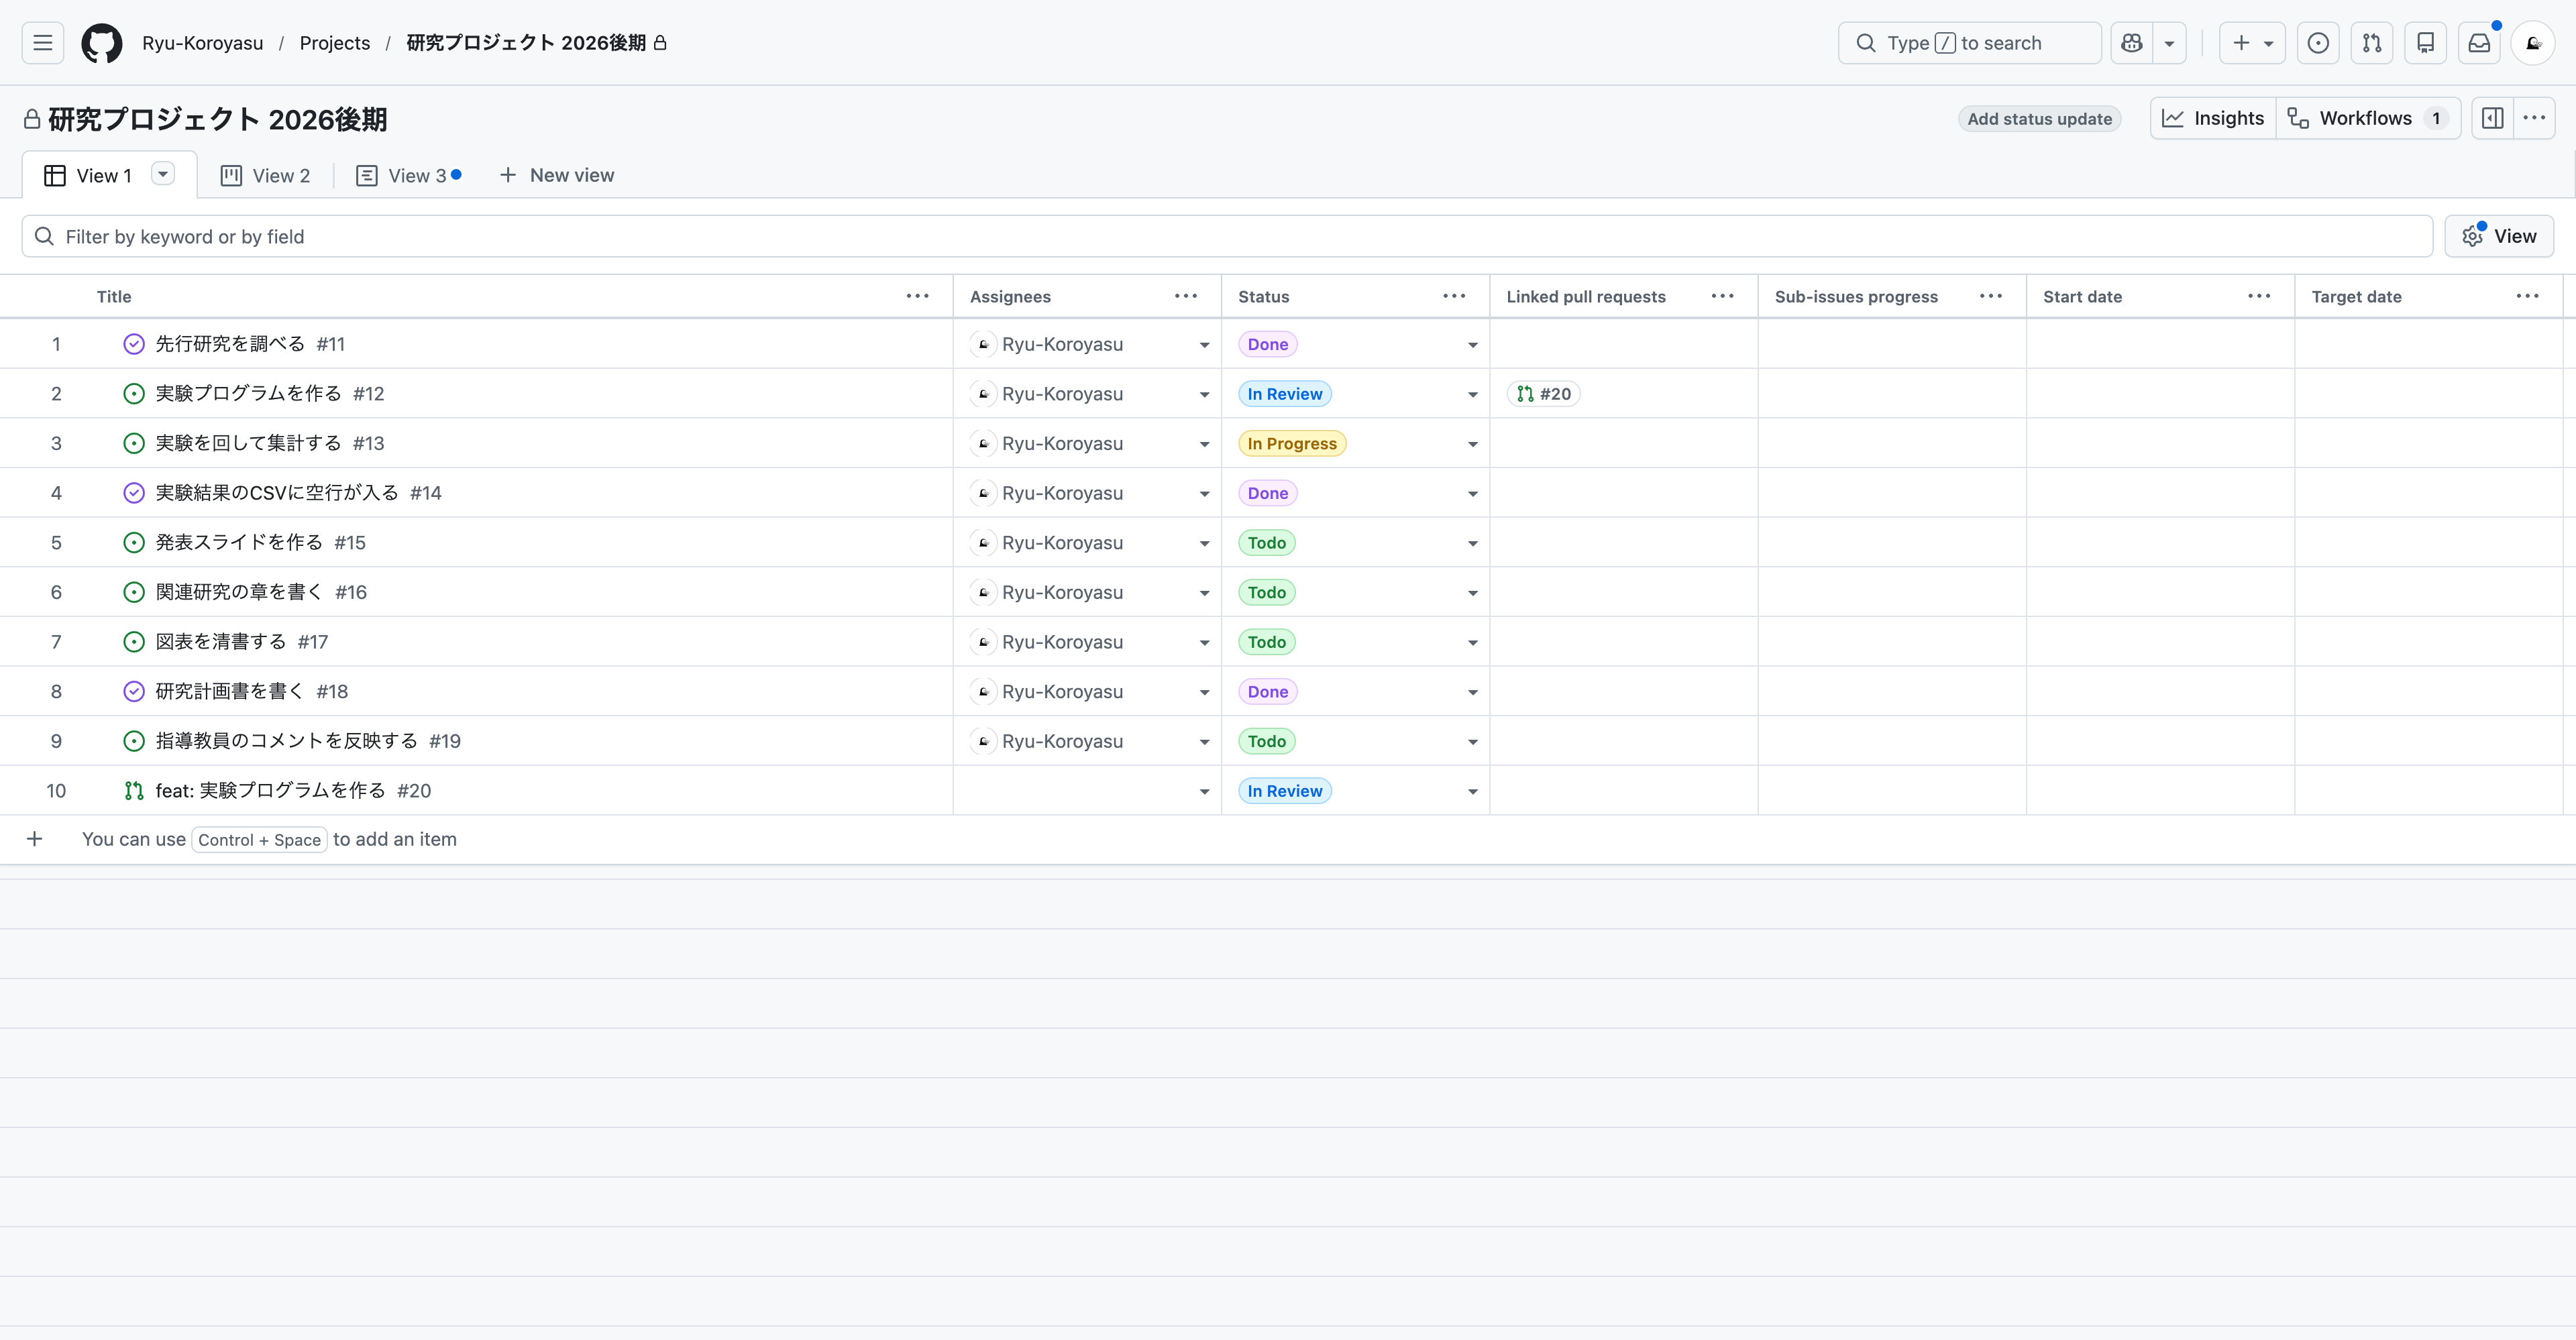 Ryu-Koroyasu / Projects / 研究プロジェクト 2026後期
Type / to search
研究プロジェクト 2026後期
Add status update
Insights
Workflows 1
View 1
View 2
View 3
New view
Filter by keyword or by field
View
Title Assignees Status Linked pull requests Sub-issues progress Start date Target date
1 先行研究を調べる #11 Ryu-Koroyasu Done
2 実験プログラムを作る #12 Ryu-Koroyasu In Review #20
3 実験を回して集計する #13 Ryu-Koroyasu In Progress
4 実験結果のCSVに空行が入る #14 Ryu-Koroyasu Done
5 発表スライドを作る #15 Ryu-Koroyasu Todo
6 関連研究の章を書く #16 Ryu-Koroyasu Todo
7 図表を清書する #17 Ryu-Koroyasu Todo
8 研究計画書を書く #18 Ryu-Koroyasu Done
9 指導教員のコメントを反映する #19 Ryu-Koroyasu Todo
10 feat: 実験プログラムを作る #20 In Review
You can use Control + Space to add an item